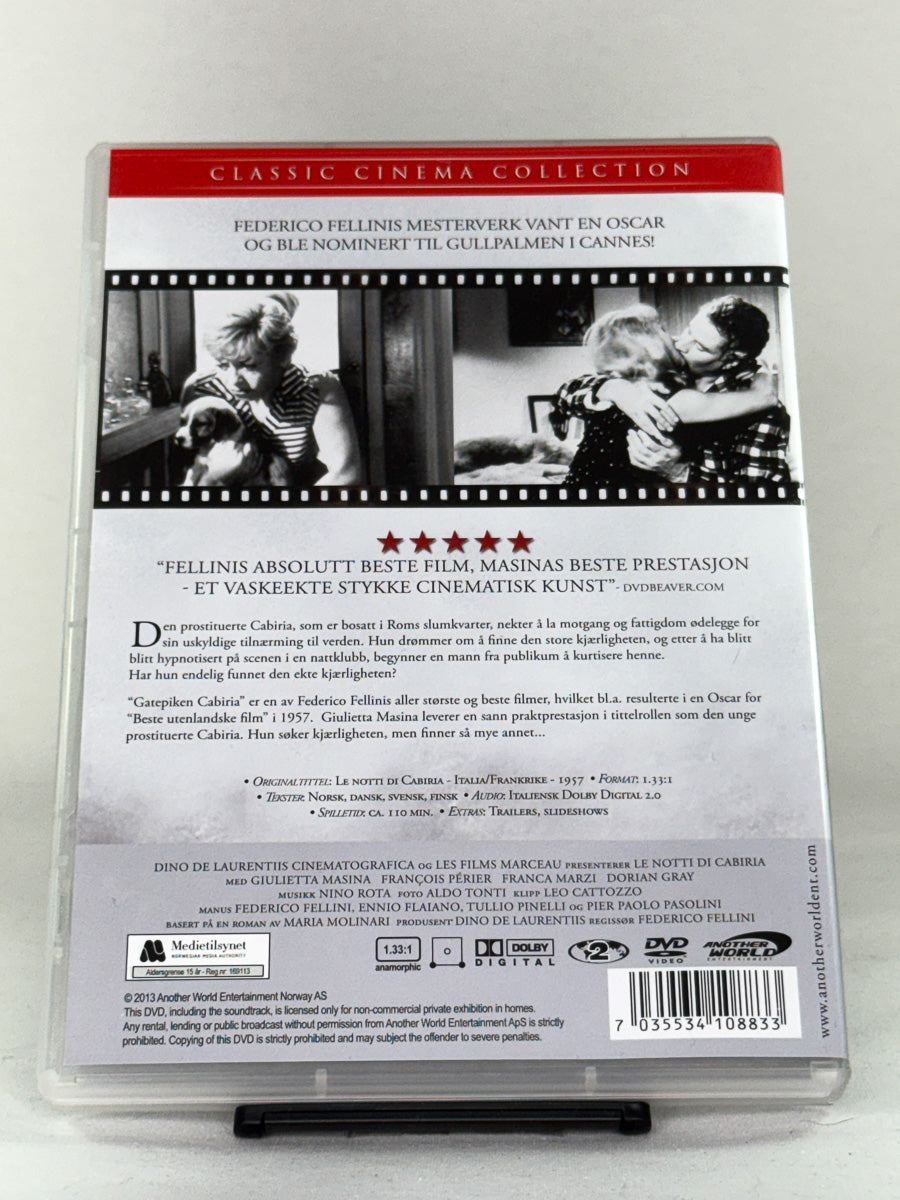 CLASSIC CINEMA COLLECTION
FEDERICO FELLINIS MESTERVERK VANT EN OSCAR
OG BLE NOMINERT TIL GULLPALMEN I CANNES!
“FELLINIS ABSOLUTT BESTE FILM, MASINAS BESTE PRESTASJON
- ET VASKEEKTE STYKKE CINEMATISK KUNST”- DVDBEAVER.COM
Den prostituerte Cabiria, som er bosatt i Roms slumkvarter, nekter å la motgang og fattigdom ødelegge for
sin uskyldige tilnærming til verden. Hun drømmer om å finne den store kjærligheten, og etter å ha blitt
blitt hypnotisert på scenen i en nattklubb, begynner en mann fra publikum å kurtisere henne.
Har hun endelig funnet den ekte kjærligheten?
“Gatepiken Cabiria” er en av Federico Fellinis aller største og beste filmer, hvilket bl.a. resulterte i en Oscar for
“Beste utenlandske film” i 1957. Giulietta Masina leverer en sann praktprestasjon i tittelrollen som den unge
prostituerte Cabiria. Hun søker kjærligheten, men finner så mye annet...
• ORIGINALTITTEL: LE NOTTI DI CABIRIA - ITALIA/FRANKRIKE - 1957 • FORMAT: 1.33:1
• TEKSTER: NORSK, DANSK, SVENSK, FINSK • AUDIO: ITALIENSK DOLBY DIGITAL 2.0
• SPILLETID: CA. 110 MIN. • EXTRAS: TRAILERS, SLIDESHOWS
DINO DE LAURENTIIS CINEMATOGRAFICA OG LES FILMS MARCEAU PRESENTERER LE NOTTI DI CABIRIA
MED GIULIETTA MASINA FRANÇOIS PÉRIER FRANCA MARZI DORIAN GRAY
MUSIKK NINO ROTA FOTO ALDO TONTI KLIPP LEO CATTOZZO
MANUS FEDERICO FELLINI, ENNIO FLAIANO, TULLIO PINELLI OG PIER PAOLO PASOLINI
BASERT PÅ EN ROMAN AV MARIA MOLINARI PRODUSENT DINO DE LAURENTIIS REGISSØR FEDERICO FELLINI
Medietilsynet
NORWEGIAN MEDIA AUTHORITY
Aldersgrense 15 år - Reg.nr: 169113
1.33:1
anamorphic
DOLBY
DIGITAL
2
DVD
VIDEO
ANOTHER
WORLD
ENTERTAINMENT
© 2013 Another World Entertainment Norway AS
This DVD, including the soundtrack, is licensed only for non-commercial private exhibition in homes.
Any rental, lending or public broadcast without permission from Another World Entertainment ApS is strictly
prohibited. Copying of this DVD is strictly prohibited and may subject the offender to severe penalties.
7 035534 108833
www.anotherworldent.com